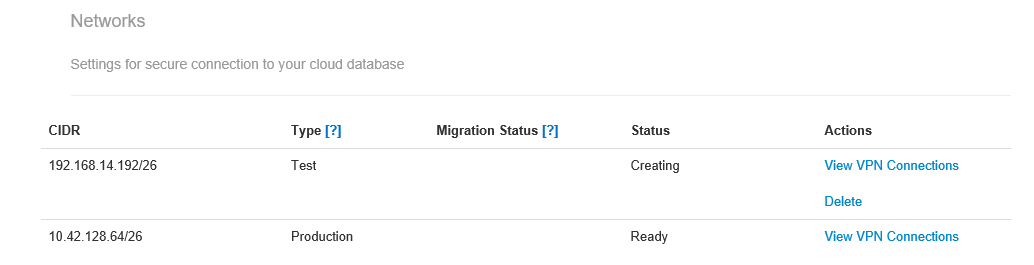 Networks
Settings for secure connection to your cloud database
CIDR Type [?] Migration Status [?] Status Actions
192.168.14.192/26 Test Creating View VPN Connections
Delete
10.42.128.64/26 Production Ready View VPN Connections